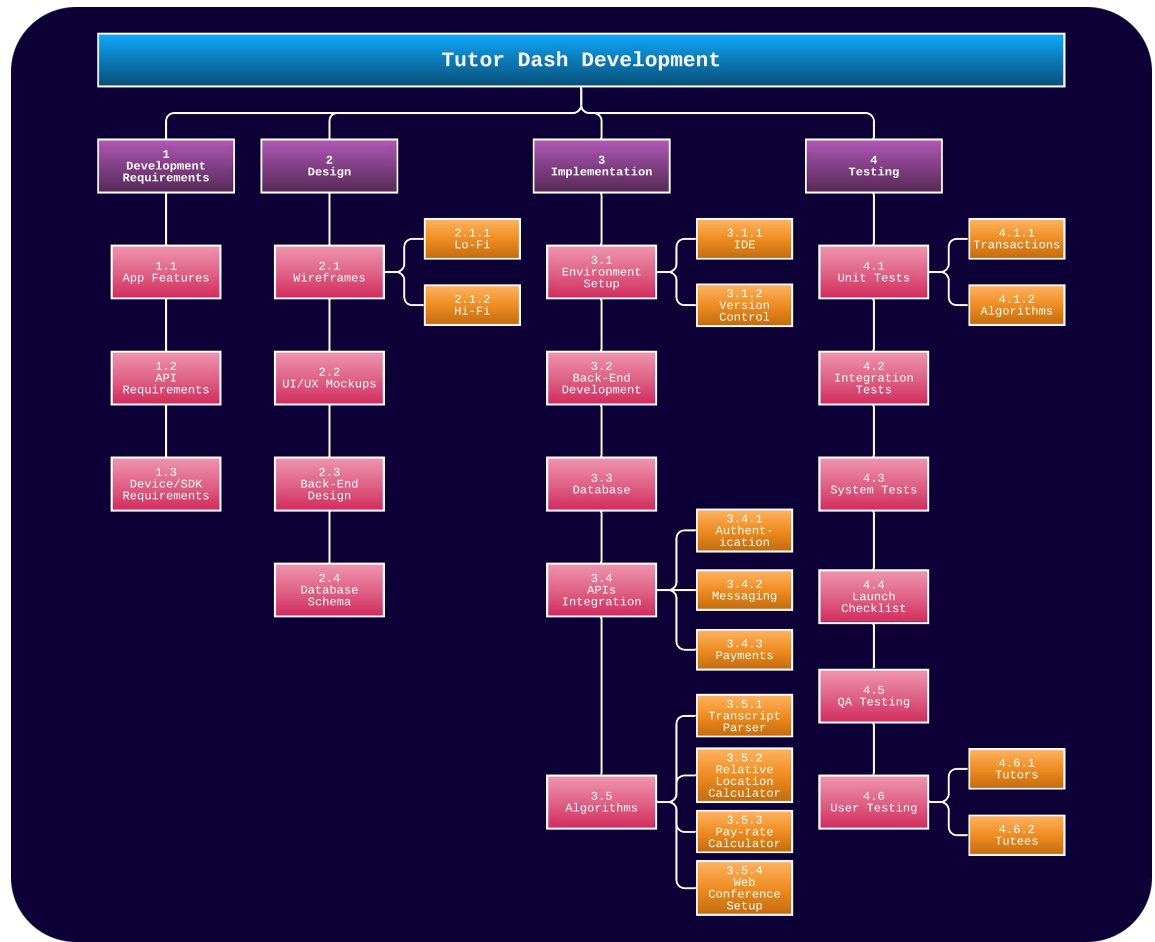 Tutor Dash Development
1
Development
Requirements
2
Design
3
Implementation
4
Testing
1.1
App Features
1.2
API
Requirements
1.3
Device/SDK
Requirements
2.1
Wireframes
2.1.1
Lo-Fi
2.1.2
Hi-Fi
2.2
UI/UX Mockups
2.3
Back-End
Design
2.4
Database
Schema
3.1
Environment
Setup
3.1.1
IDE
3.1.2
Version
Control
3.2
Back-End
Development
3.3
Database
3.4
APIs
Integration
3.4.1
Authent-
ication
3.4.2
Messaging
3.4.3
Payments
3.5
Algorithms
3.5.1
Transcript
Parser
3.5.2
Relative
Location
Calculator
3.5.3
Pay-rate
Calculator
3.5.4
Web
Conference
Setup
4.1
Unit Tests
4.1.1
Transactions
4.1.2
Algorithms
4.2
Integration
Tests
4.3
System Tests
4.4
Launch
Checklist
4.5
QA Testing
4.6
User Testing
4.6.1
Tutors
4.6.2
Tutees